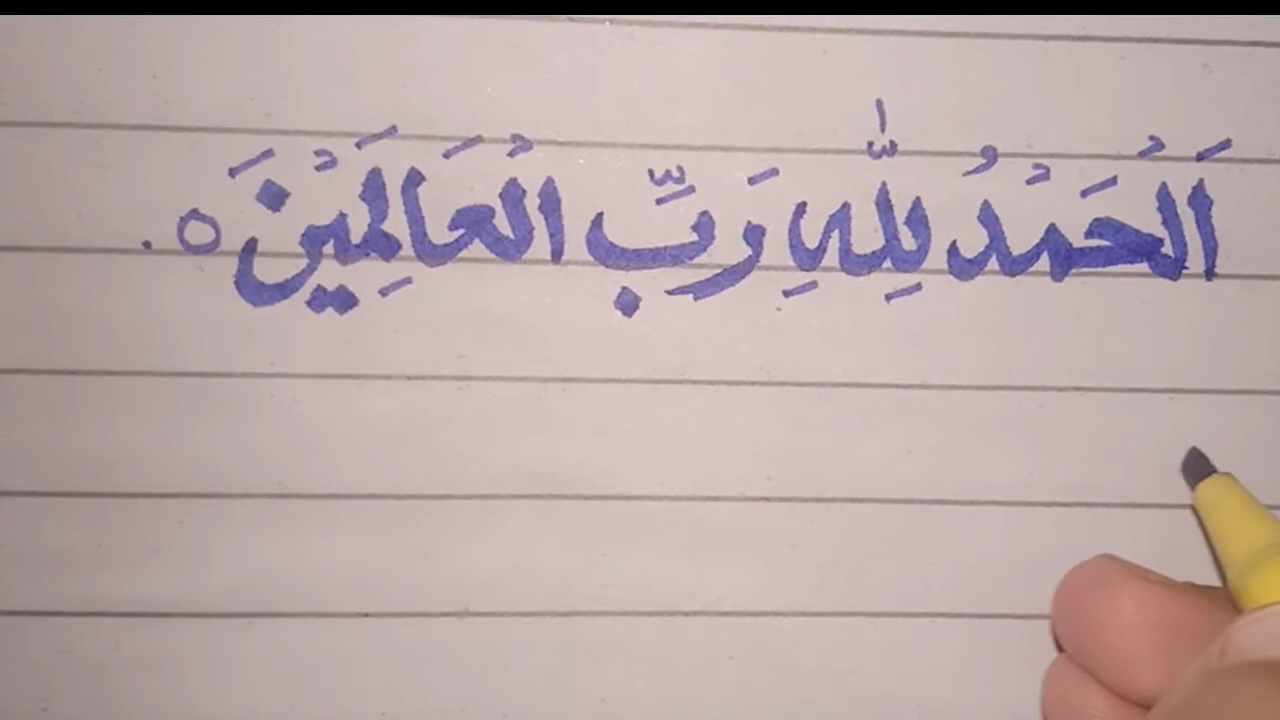 اَلْحَمْدُ لِلّٰهِ رَبِّ الْعَالَمِيْنَ ○